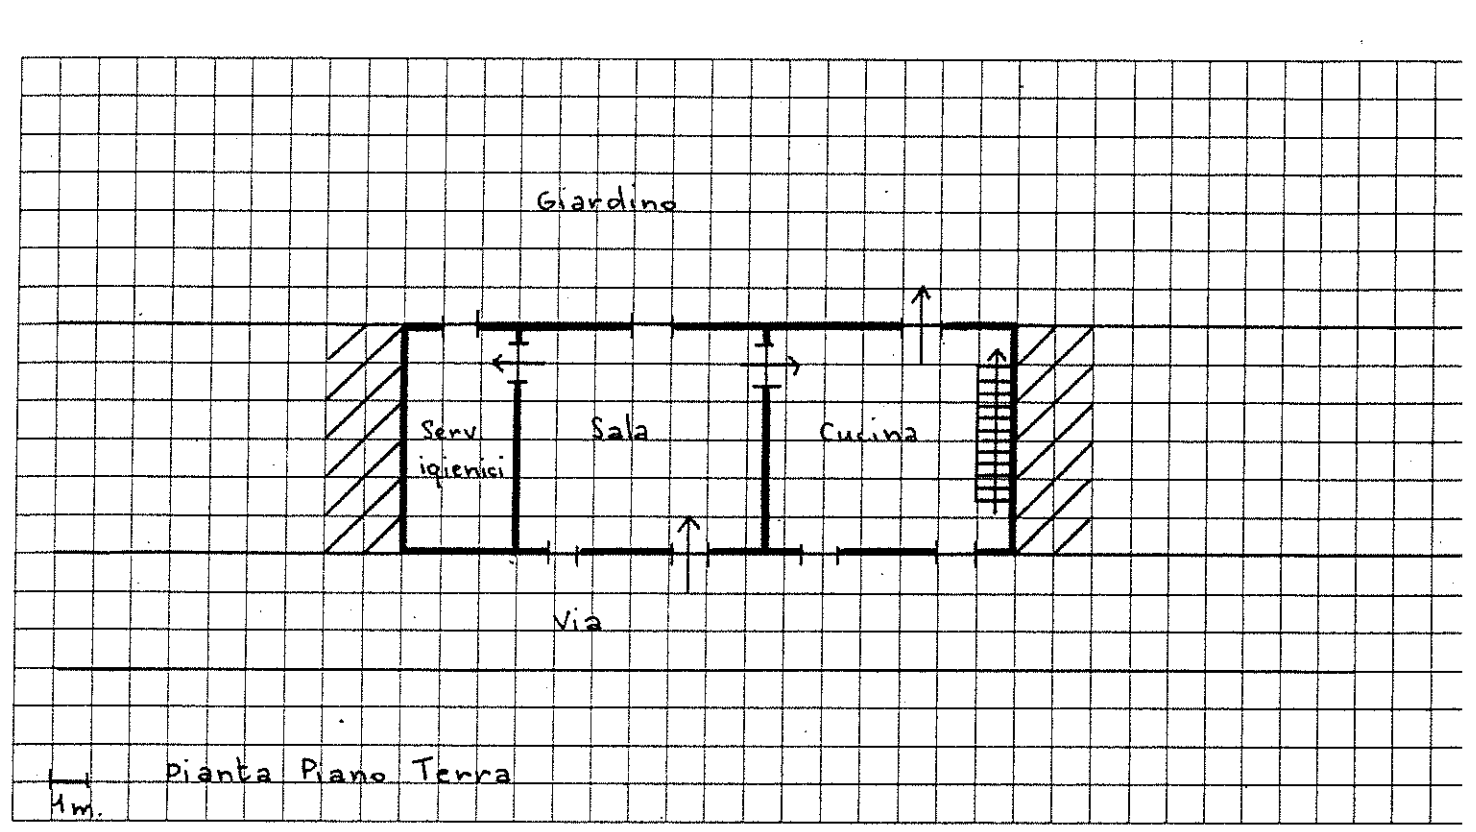 Giardino
Serv.
igienici
Sala
Cucina
Via
Pianta Piano Terra
1m.